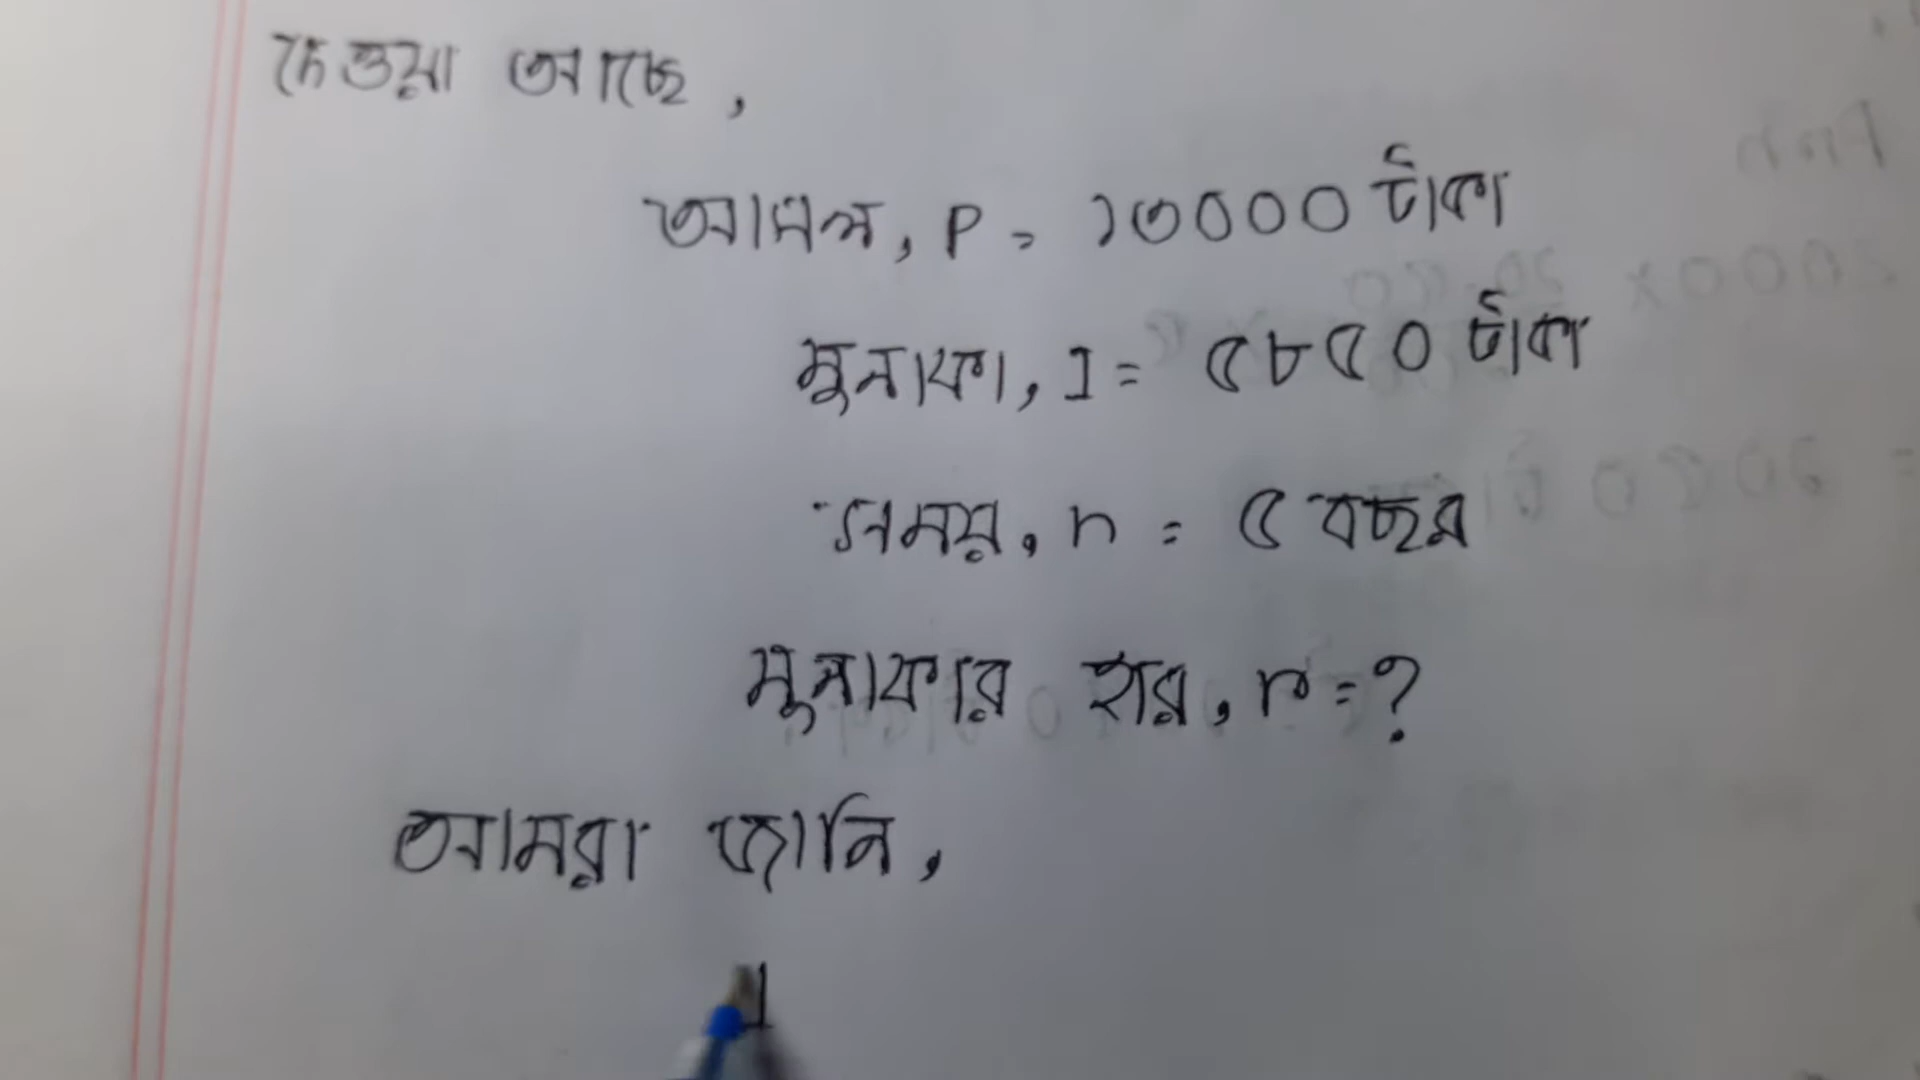 দেওয়া আছে,
আসল, P = ১৩০০০ টাকা
মুনাফা, I = ৫৮৫০ টাকা
সময়, n = ৫ বছর
মুনাফার হার, r = ?
আমরা জানি,
I